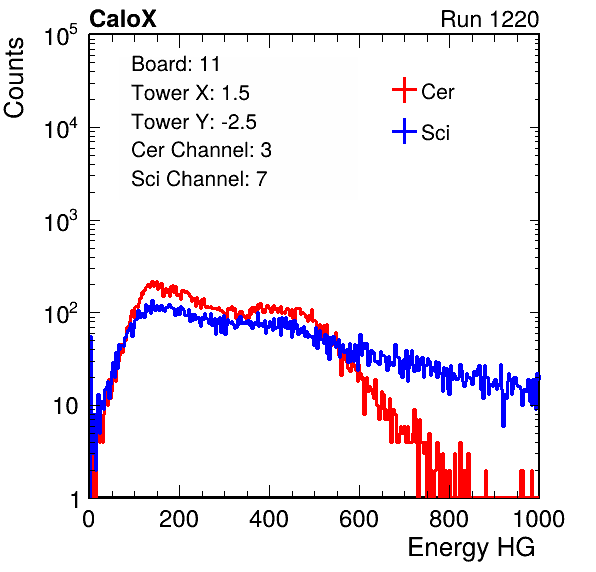 CaloX Run 1220
Counts
10^5
10^4
10^3
10^2
10
1
Board: 11
Tower X: 1.5
Tower Y: -2.5
Cer Channel: 3
Sci Channel: 7
Cer
Sci
0 200 400 600 800 1000
Energy HG